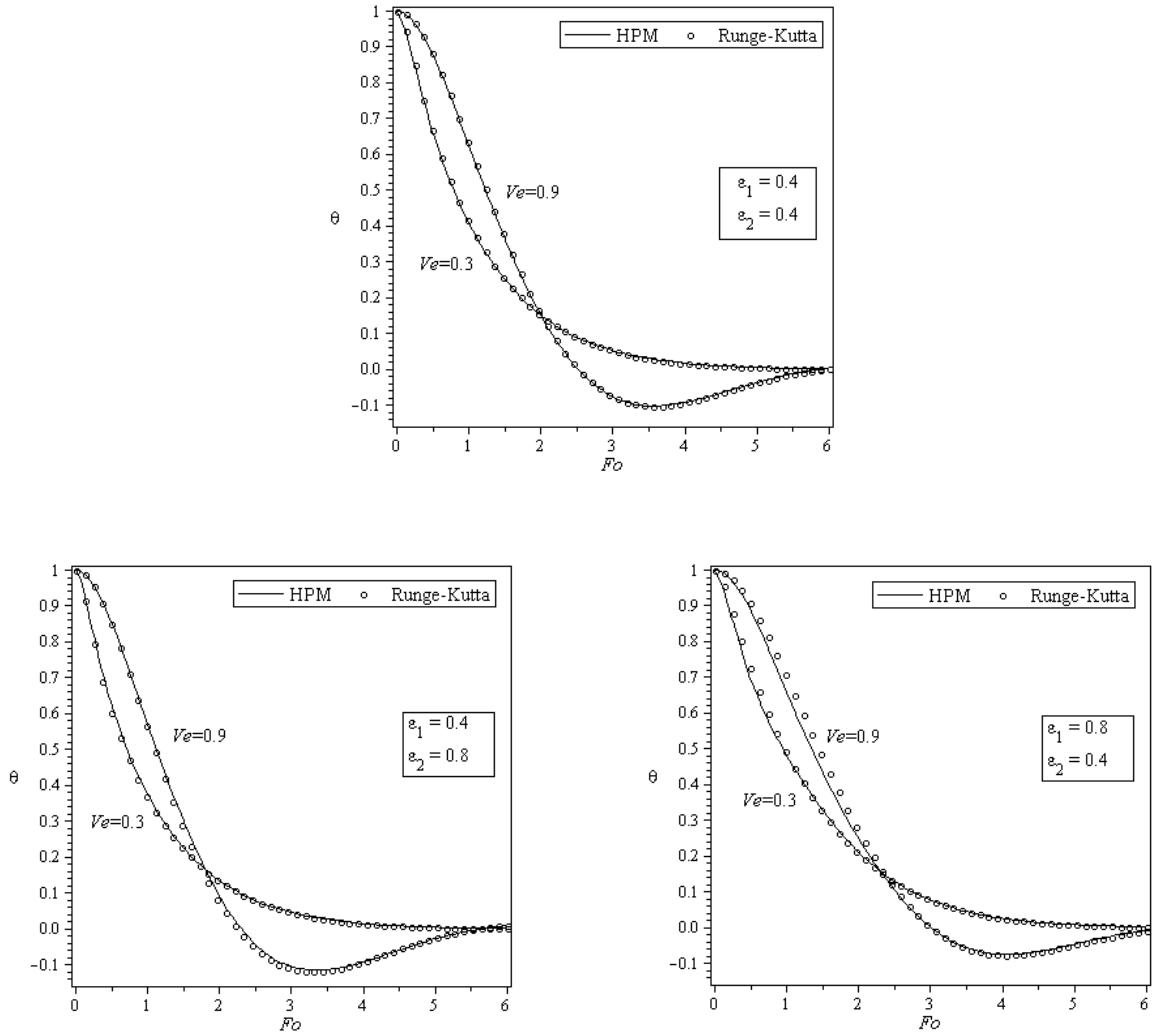 1
HPM Runge-Kutta
0.9
0.8
0.7
0.6
0.5
θ
0.4
0.3
0.2
0.1
0.0
−0.1
Ve=0.9
Ve=0.3
ε1 = 0.4
ε2 = 0.4
0 1 2 3 4 5 6
Fo
1
HPM Runge-Kutta
0.9
0.8
0.7
0.6
0.5
θ
0.4
0.3
0.2
0.1
0.0
−0.1
Ve=0.9
Ve=0.3
ε1 = 0.4
ε2 = 0.8
0 1 2 3 4 5 6
Fo
1
HPM Runge-Kutta
0.9
0.8
0.7
0.6
0.5
θ
0.4
0.3
0.2
0.1
0.0
−0.1
Ve=0.9
Ve=0.3
ε1 = 0.8
ε2 = 0.4
0 1 2 3 4 5 6
Fo